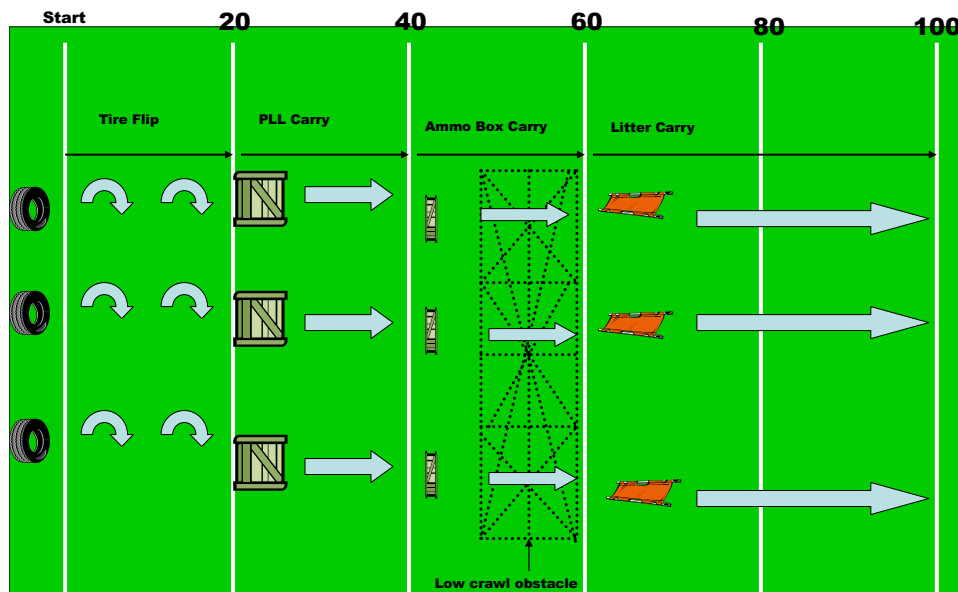 Start
20
40
60
80
100
Tire Flip
PLL Carry
Ammo Box Carry
Litter Carry
Low crawl obstacle